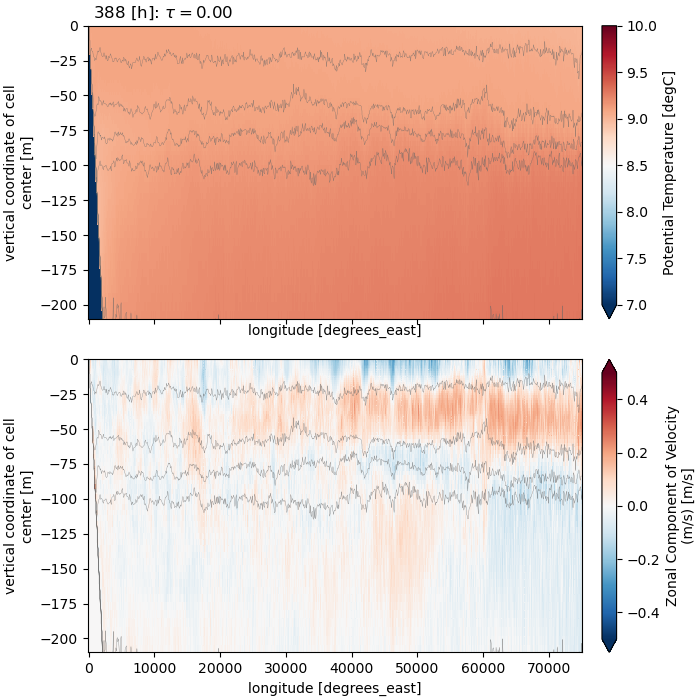 388 [h]: τ = 0.00
0
−25
−50
−75
−100
−125
−150
−175
−200
vertical coordinate of cell
center [m]
longitude [degrees_east]
10.0
9.5
9.0
8.5
8.0
7.5
7.0
Potential Temperature [degC]
0
−25
−50
−75
−100
−125
−150
−175
−200
vertical coordinate of cell
center [m]
0 10000 20000 30000 40000 50000 60000 70000
longitude [degrees_east]
0.4
0.2
0.0
−0.2
−0.4
Zonal Component of Velocity
(m/s) [m/s]